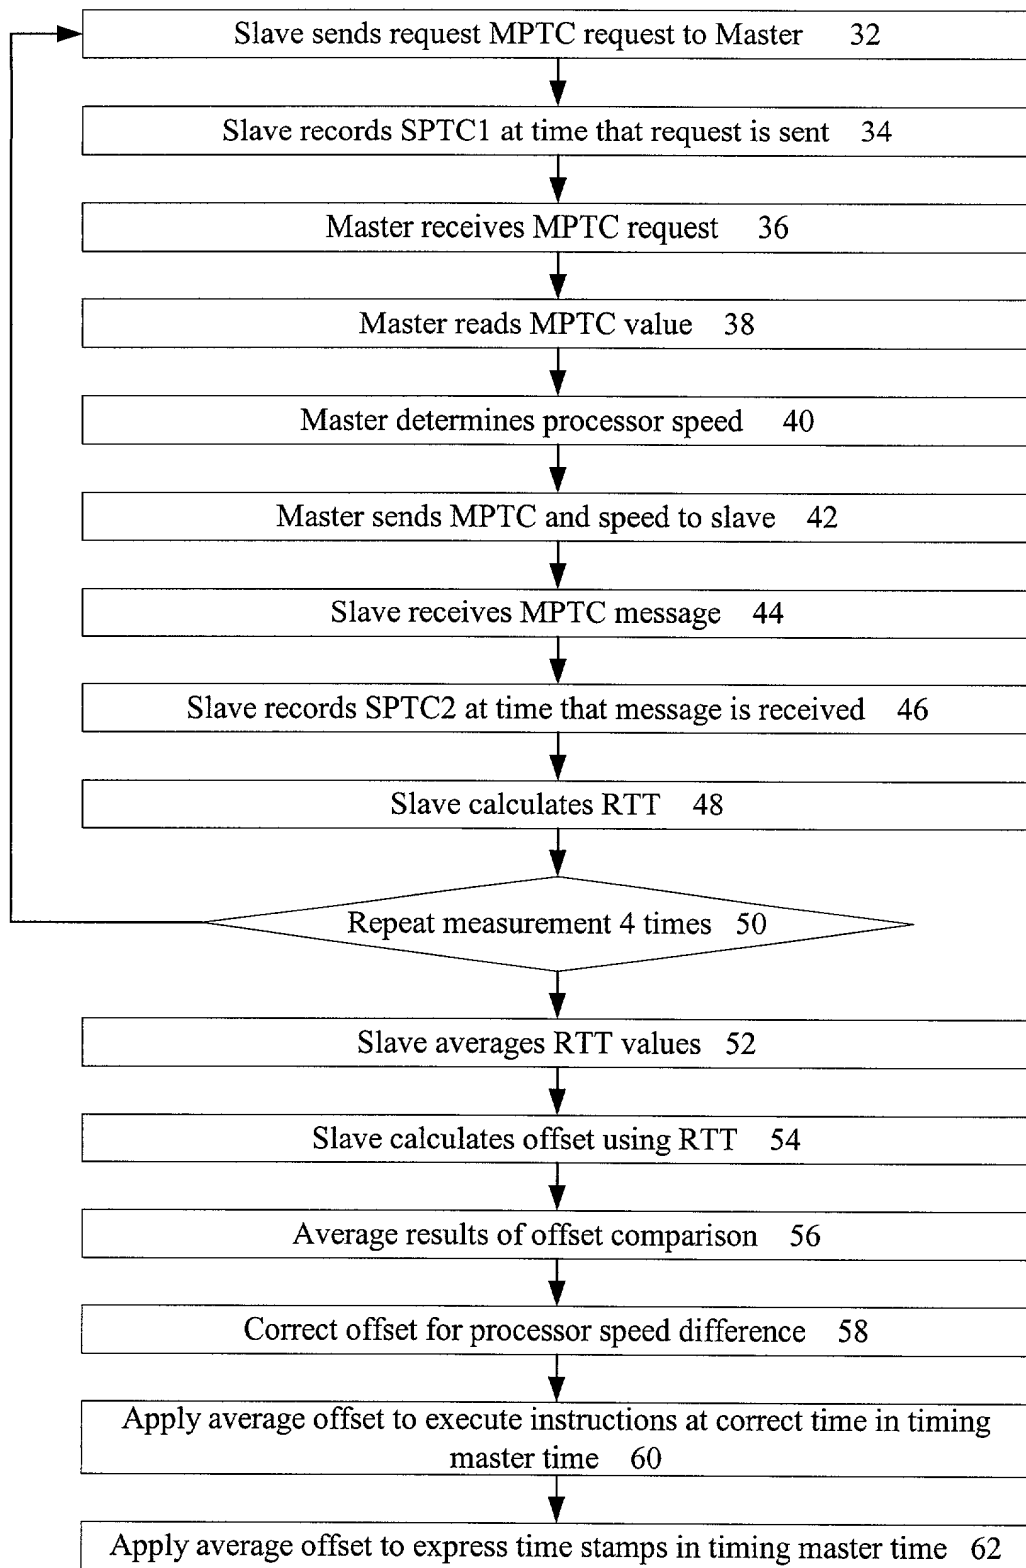 Slave sends request MPTC request to Master 32
Slave records SPTC1 at time that request is sent 34
Master receives MPTC request 36
Master reads MPTC value 38
Master determines processor speed 40
Master sends MPTC and speed to slave 42
Slave receives MPTC message 44
Slave records SPTC2 at time that message is received 46
Slave calculates RTT 48
Repeat measurement 4 times 50
Slave averages RTT values 52
Slave calculates offset using RTT 54
Average results of offset comparison 56
Correct offset for processor speed difference 58
Apply average offset to execute instructions at correct time in timing
master time 60
Apply average offset to express time stamps in timing master time 62